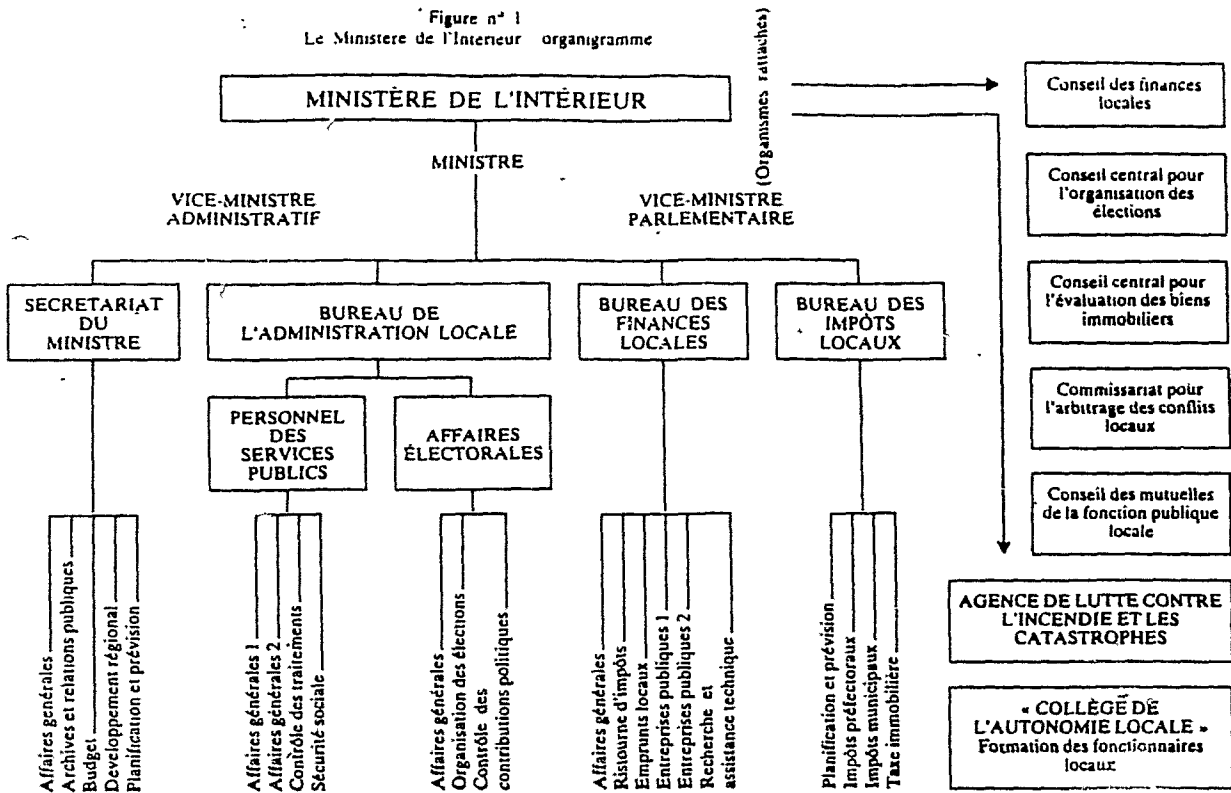 Figure n° 1
Le Ministere de l'Interieur organigramme
MINISTÈRE DE L'INTÉRIEUR
(Organismes rattachés)
MINISTRE
VICE-MINISTRE
ADMINISTRATIF
VICE-MINISTRE
PARLEMENTAIRE
SECRETARIAT
DU
MINISTRE
BUREAU DE
L'ADMINISTRATION LOCALE
BUREAU DES
FINANCES
LOCALES
BUREAU DES
IMPÔTS
LOCAUX
PERSONNEL
DES
SERVICES
PUBLICS
AFFAIRES
ÉLECTORALES
Affaires générales
Archives et relations publiques
Budget
Developpement régional
Planification et prévision
Affaires générales 1
Affaires générales 2
Contrôle des traitements
Sécurité sociale
Affaires générales
Organisation des élections
Contrôle des
contributions politiques
Affaires générales
Ristourne d'impôts
Emprunts locaux
Entreprises publiques 1
Entreprises publiques 2
Recherche et
assistance technique
Planification et prévision
Impôts préfectoraux
Impôts municipaux
Taxe immobilière
Conseil des finances
locales
Conseil central pour
l'organisation des
élections
Conseil central pour
l'évaluation des biens
immobiliers
Commissariat pour
l'arbitrage des conflits
locaux
Conseil des mutuelles
de la fonction publique
locale
AGENCE DE LUTTE CONTRE
L'INCENDIE ET LES
CATASTROPHES
« COLLÈGE DE
L'AUTONOMIE LOCALE »
Formation des fonctionnaires
locaux